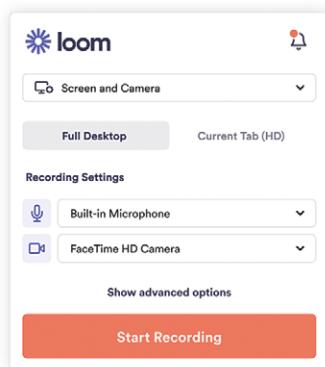 loom
Screen and Camera
Full Desktop Current Tab (HD)
Recording Settings
Built-in Microphone
FaceTime HD Camera
Show advanced options
Start Recording